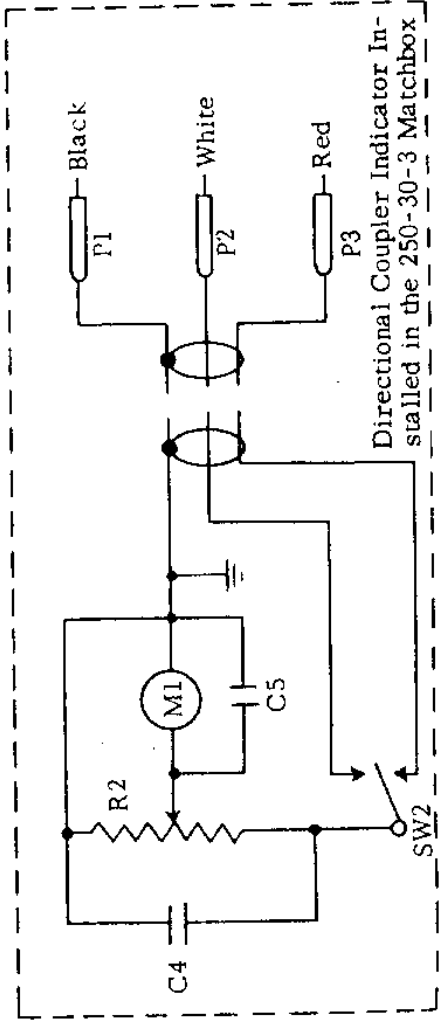 Black
P1
White
P2
Red
P3
M1
C5
R2
C4
SW2
Directional Coupler Indicator In-
stalled in the 250-30-3 Matchbox